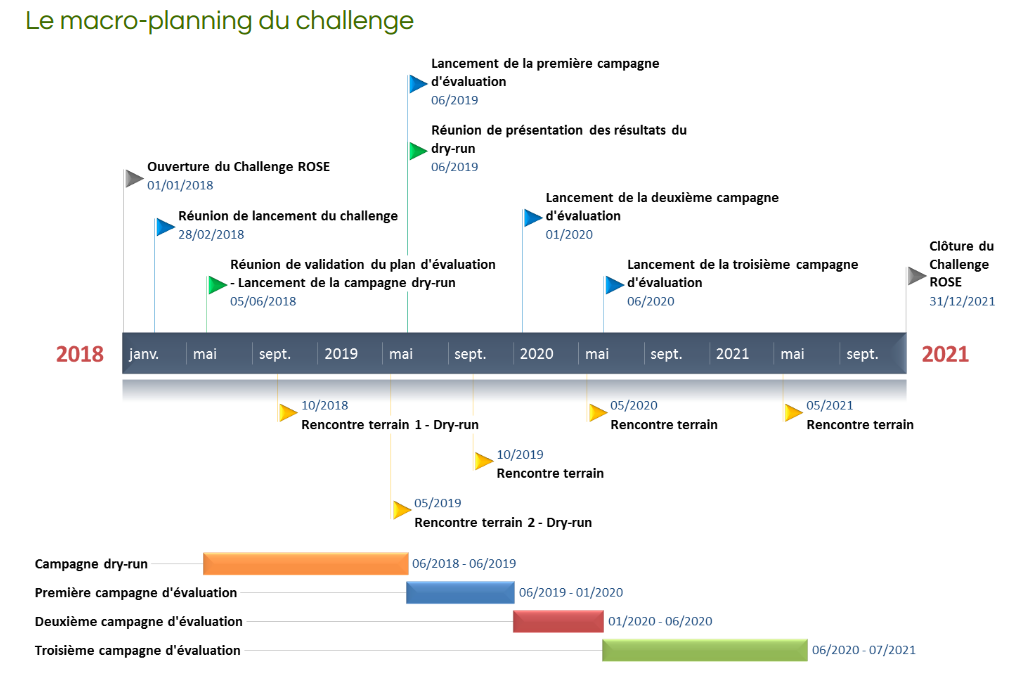 Le macro-planning du challenge
Lancement de la première campagne
d'évaluation
06/2019
Réunion de présentation des résultats du
dry-run
06/2019
Ouverture du Challenge ROSE
01/01/2018
Lancement de la deuxième campagne
d'évaluation
01/2020
Réunion de lancement du challenge
28/02/2018
Clôture du
Challenge
ROSE
31/12/2021
Réunion de validation du plan d'évaluation
- Lancement de la campagne dry-run
05/06/2018
Lancement de la troisième campagne
d'évaluation
06/2020
2018 janv. mai sept. 2019 mai sept. 2020 mai sept. 2021 mai sept. 2021
10/2018
Rencontre terrain 1 - Dry-run
05/2020
Rencontre terrain
05/2021
Rencontre terrain
10/2019
Rencontre terrain
05/2019
Rencontre terrain 2 - Dry-run
Campagne dry-run 06/2018 - 06/2019
Première campagne d'évaluation 06/2019 - 01/2020
Deuxième campagne d'évaluation 01/2020 - 06/2020
Troisième campagne d'évaluation 06/2020 - 07/2021